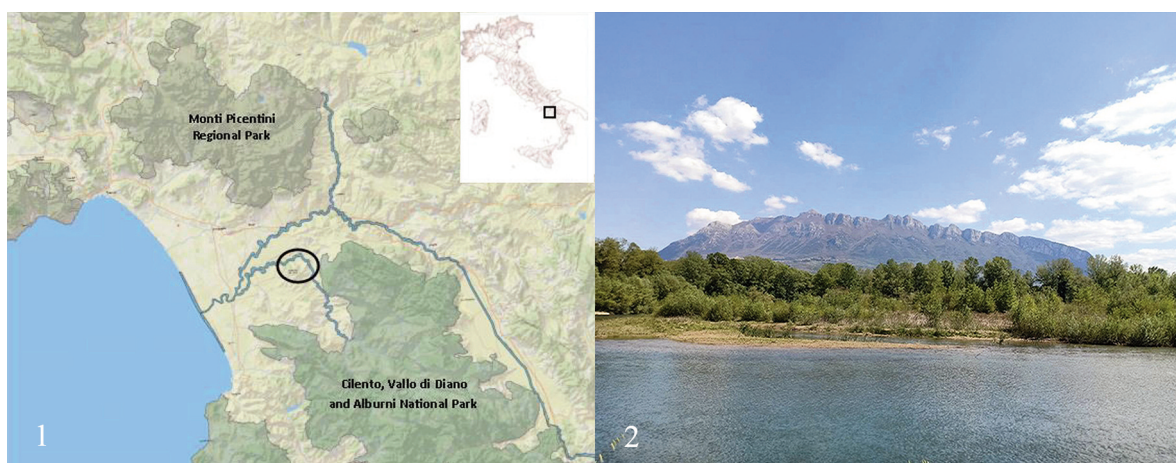 Monti Picentini
Regional Park
Cilento, Vallo di Diano
and Alburni National Park
1
2